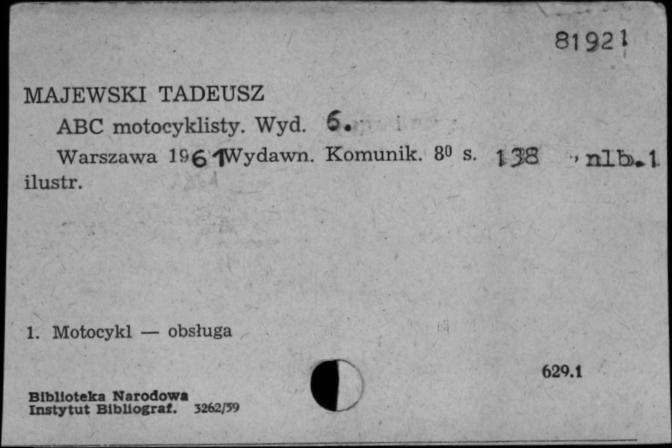 81921
MAJEWSKI TADEUSZ
ABC motocyklisty. Wyd. 6.
Warszawa 1961 Wydawn. Komunik. 8⁰ s. 138 , nlb. 1
ilustr.
1. Motocykl — obsługa
629.1
Biblioteka Narodowa
Instytut Bibliograf. 3262/59